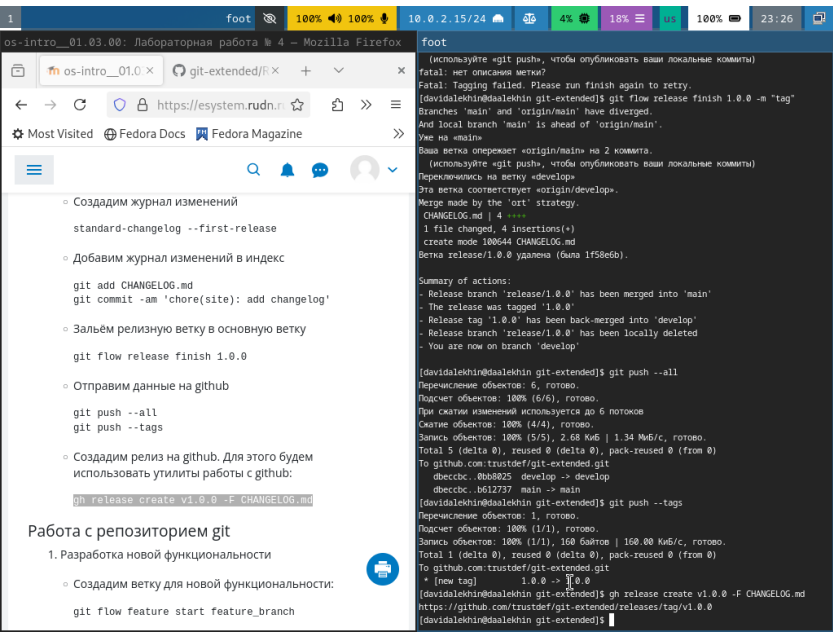 1
foot
100%
100%
10.0.2.15/24
4%
18%
us
100%
23:26
os-intro__01.03.00: Лабораторная работа № 4 — Mozilla Firefox
os-intro__01.0
git-extended/R
https://esystem.rudn.r
Most Visited
Fedora Docs
Fedora Magazine
Создадим журнал изменений
standard-changelog --first-release
Добавим журнал изменений в индекс
git add CHANGELOG.md
git commit -am 'chore(site): add changelog'
Зальём релизную ветку в основную ветку
git flow release finish 1.0.0
Отправим данные на github
git push --all
git push --tags
Создадим релиз на github. Для этого будем
использовать утилиты работы с github:
gh release create v1.0.0 -F CHANGELOG.md
Работа с репозиторием git
1. Разработка новой функциональности
Создадим ветку для новой функциональности:
git flow feature start feature_branch
foot
(используйте «git push», чтобы опубликовать ваши локальные коммиты)
fatal: нет описания метки?
Fatal: Tagging failed. Please run finish again to retry.
[davidalekhin@daalekhin git-extended]$ git flow release finish 1.0.0 -m "tag"
Branches 'main' and 'origin/main' have diverged.
And local branch 'main' is ahead of 'origin/main'.
Уже на «main»
Ваша ветка опережает «origin/main» на 2 коммита.
(используйте «git push», чтобы опубликовать ваши локальные коммиты)
Переключились на ветку «develop»
Эта ветка соответствует «origin/develop».
Merge made by the 'ort' strategy.
CHANGELOG.md | 4 ++++
1 file changed, 4 insertions(+)
create mode 100644 CHANGELOG.md
Ветка release/1.0.0 удалена (была 1f58e6b).
Summary of actions:
- Release branch 'release/1.0.0' has been merged into 'main'
- The release was tagged '1.0.0'
- Release tag '1.0.0' has been back-merged into 'develop'
- Release branch 'release/1.0.0' has been locally deleted
- You are now on branch 'develop'
[davidalekhin@daalekhin git-extended]$ git push --all
Перечисление объектов: 6, готово.
Подсчет объектов: 100% (6/6), готово.
При сжатии изменений используется до 6 потоков
Сжатие объектов: 100% (4/4), готово.
Запись объектов: 100% (5/5), 2.68 КиБ | 1.34 МиБ/с, готово.
Total 5 (delta 0), reused 0 (delta 0), pack-reused 0 (from 0)
To github.com:trustdef/git-extended.git
dbeccbc..0bb8025  develop -> develop
dbeccbc..b612737  main -> main
[davidalekhin@daalekhin git-extended]$ git push --tags
Перечисление объектов: 1, готово.
Подсчет объектов: 100% (1/1), готово.
Запись объектов: 100% (1/1), 160 байтов | 160.00 КиБ/с, готово.
Total 1 (delta 0), reused 0 (delta 0), pack-reused 0 (from 0)
To github.com:trustdef/git-extended.git
* [new tag]         1.0.0 -> 1.0.0
[davidalekhin@daalekhin git-extended]$ gh release create v1.0.0 -F CHANGELOG.md
https://github.com/trustdef/git-extended/releases/tag/v1.0.0
[davidalekhin@daalekhin git-extended]$